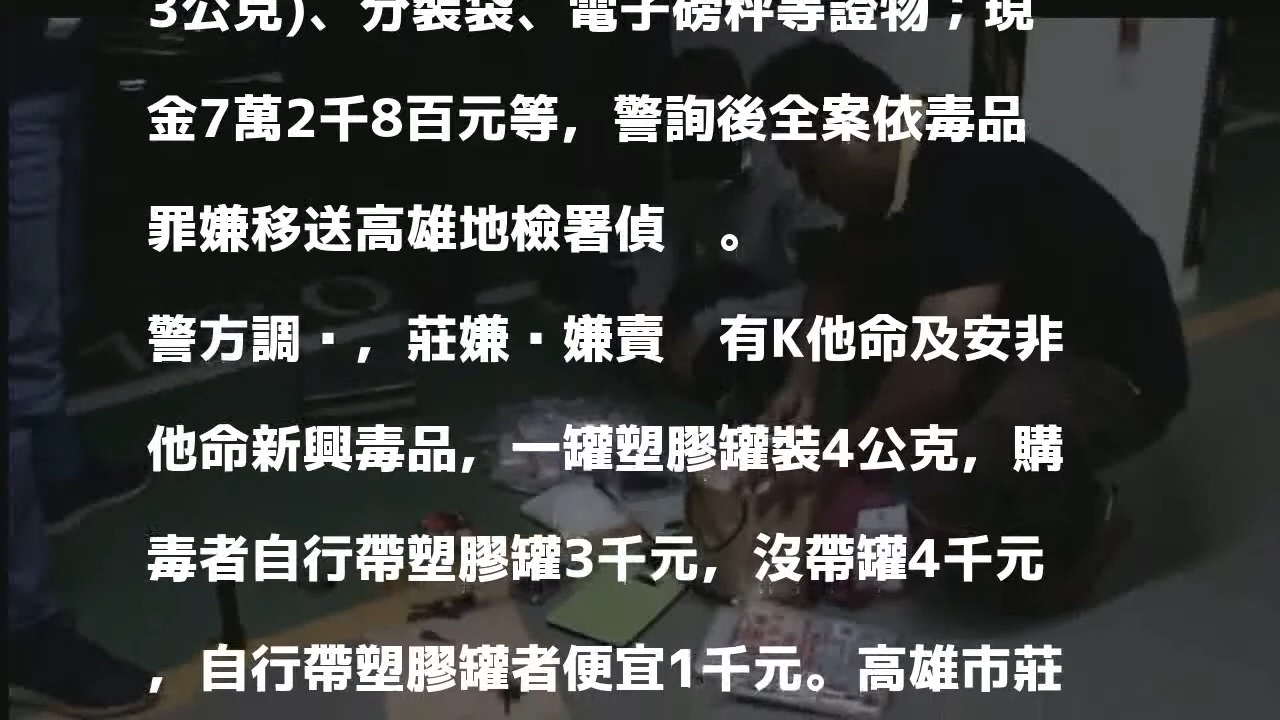 3公克)、分裝袋、電子磅秤等證物；現
金7萬2千8百元等，警詢後全案依毒品
罪嫌移送高雄地檢署偵　。
警方調·，莊嫌·嫌賣　有K他命及安非
他命新興毒品，一罐塑膠罐裝4公克，購
毒者自行帶塑膠罐3千元，沒帶罐4千元
，自行帶塑膠罐者便宜1千元。高雄市莊